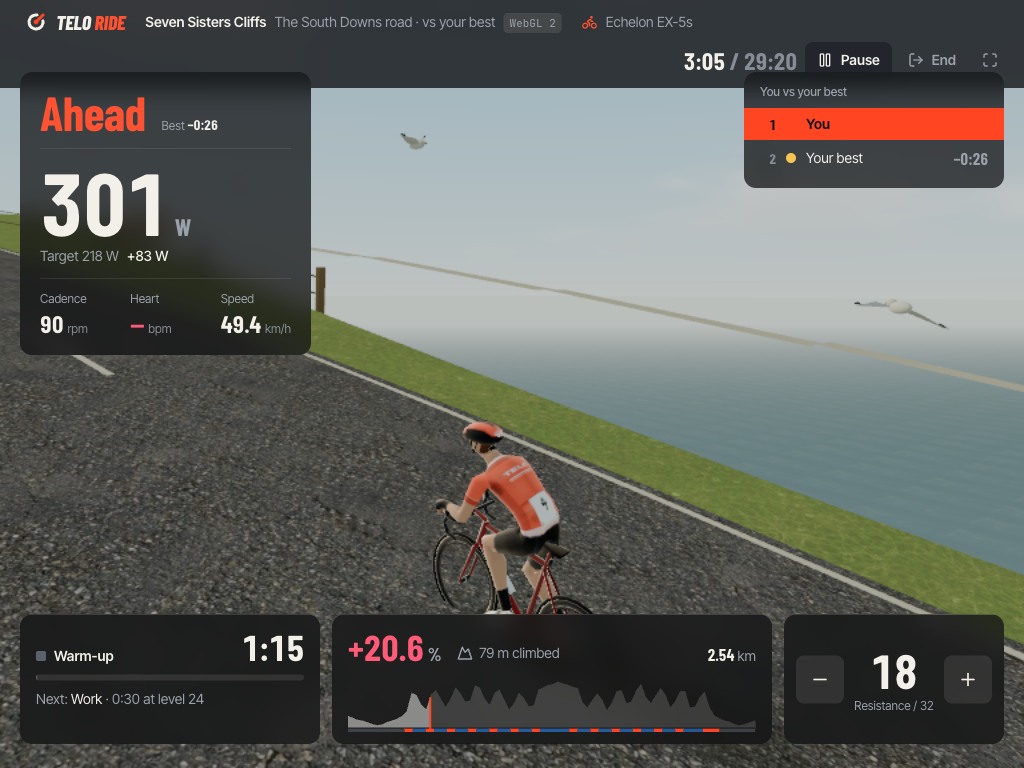 TELO RIDE Seven Sisters Cliffs The South Downs road · vs your best WebGL 2 Echelon EX-5s
3:05 / 29:20 Pause End
Ahead Best −0:26
301 W
Target 218 W +83 W
Cadence Heart Speed
90 rpm – bpm 49.4 km/h
You vs your best
1 You
2 Your best −0:26
TELO
Warm-up 1:15
Next: Work · 0:30 at level 24
+20.6 % 79 m climbed 2.54 km
− 18 +
Resistance / 32